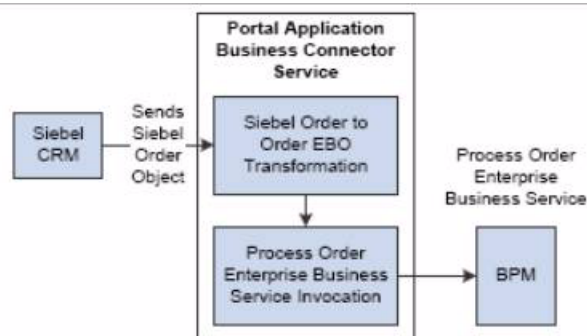 Portal Application
Business Connector
Service
Siebel
CRM
Sends
Siebel
Order
Object
Siebel Order to
Order EBO
Transformation
Process Order
Enterprise Business
Service Invocation
Process Order
Enterprise
Business Service
BPM